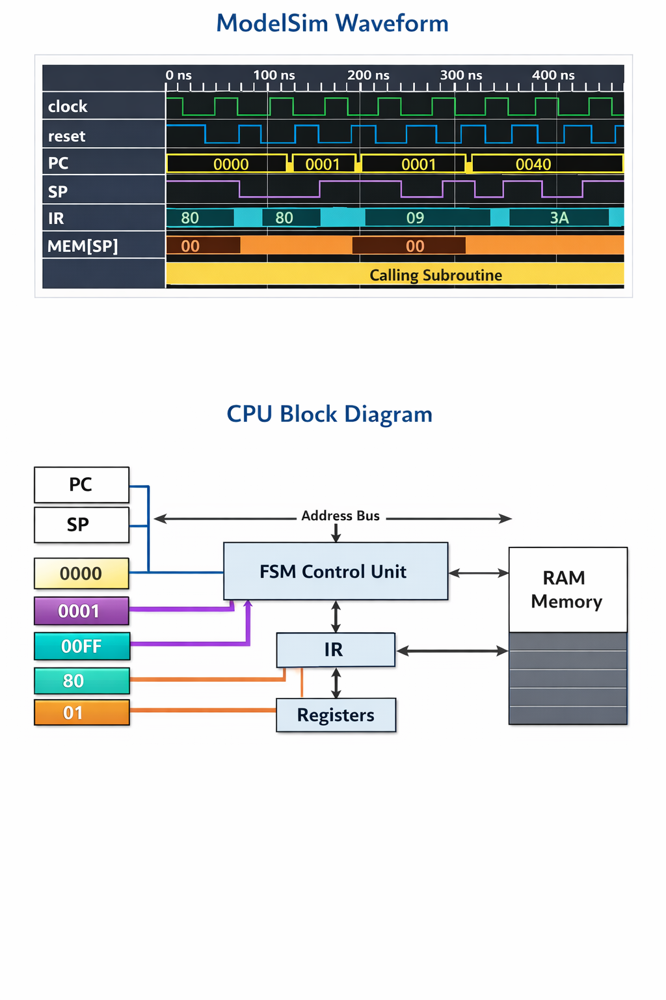 ModelSim Waveform
0 ns 100 ns 200 ns 300 ns 400 ns
clock
reset
PC 0000 0001 0001 0040
SP
IR 80 80 09 3A
MEM[SP] 00 00
Calling Subroutine
CPU Block Diagram
PC
SP
Address Bus
0000
FSM Control Unit
RAM
Memory
0001
00FF
IR
80
01
Registers